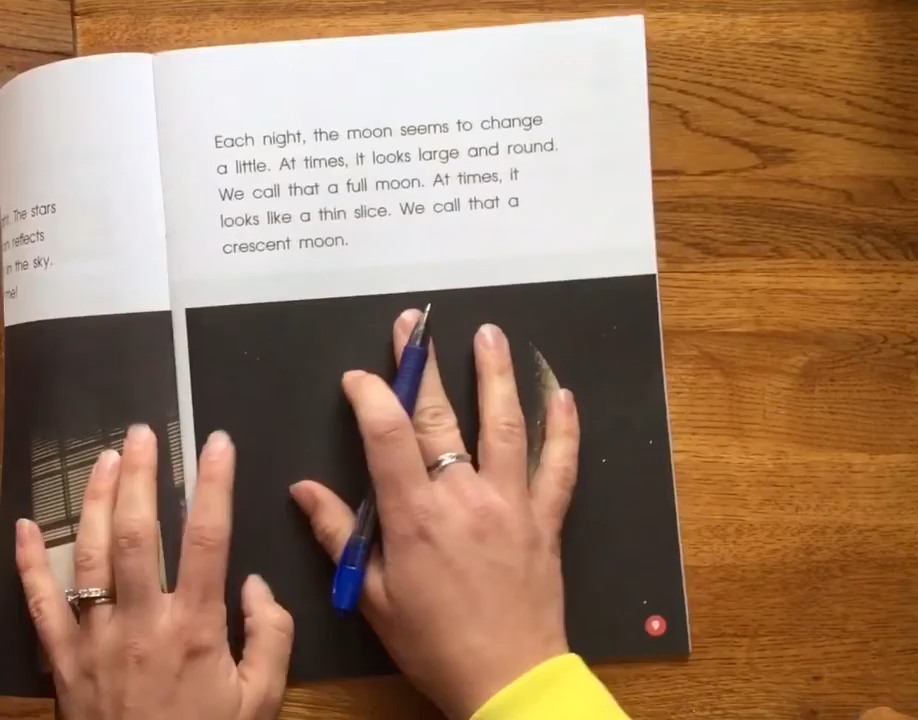 The stars
reflects
in the sky.
Each night, the moon seems to change
a little. At times, it looks large and round.
We call that a full moon. At times, it
looks like a thin slice. We call that a
crescent moon.
9